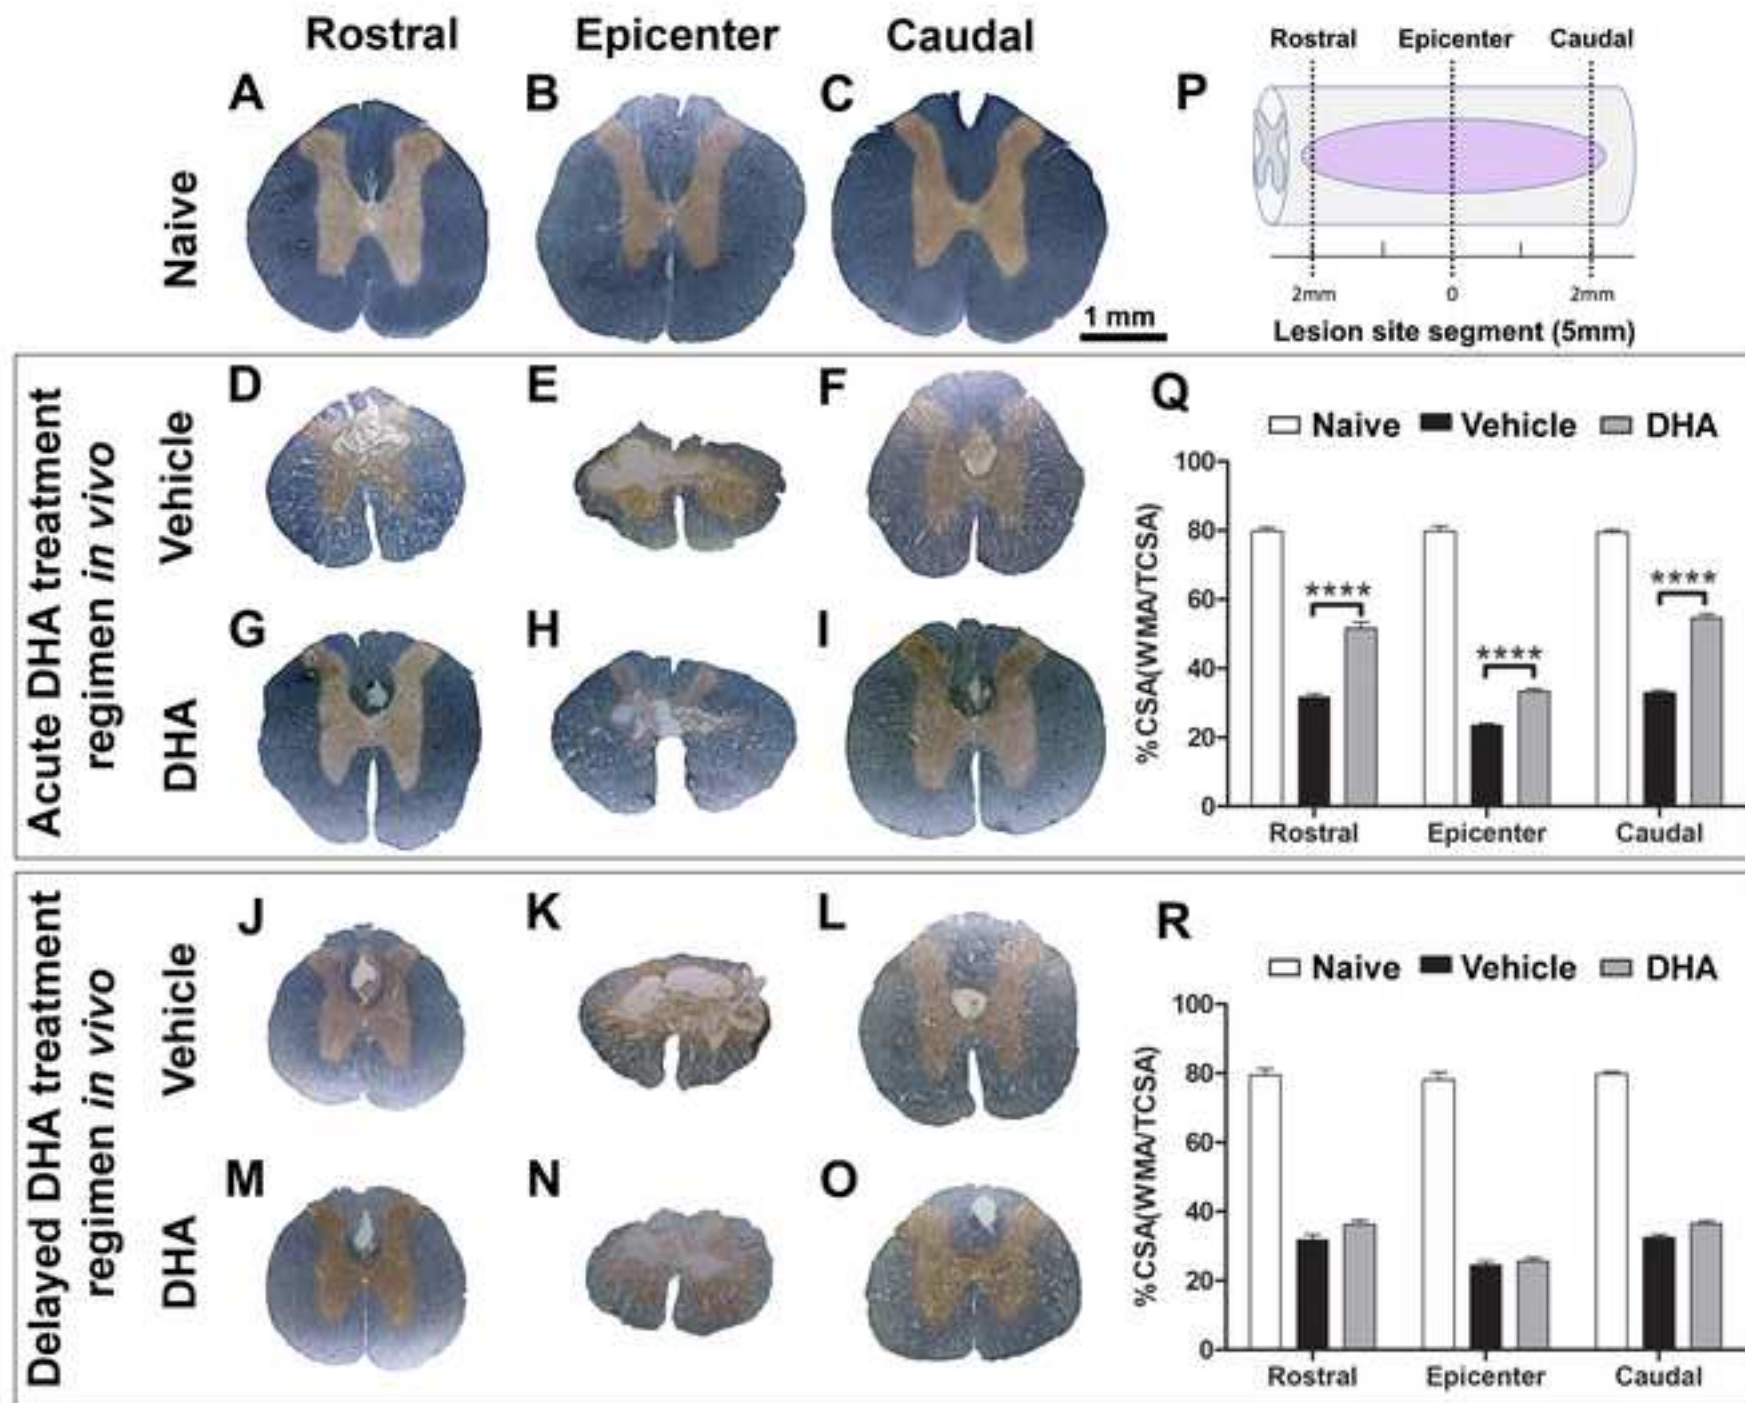 Rostral Epicenter Caudal
A B C
Naive
1 mm
P
Rostral Epicenter Caudal
2mm 0 2mm
Lesion site segment (5mm)
Acute DHA treatment
regimen in vivo
Vehicle
D E F
DHA
G H I
Q
Naive Vehicle DHA
%CSA(WMA/TCSA)
100
80
60
40
20
0
**** **** ****
Rostral Epicenter Caudal
Delayed DHA treatment
regimen in vivo
Vehicle
J K L
DHA
M N O
R
Naive Vehicle DHA
%CSA(WMA/TCSA)
100
80
60
40
20
0
Rostral Epicenter Caudal